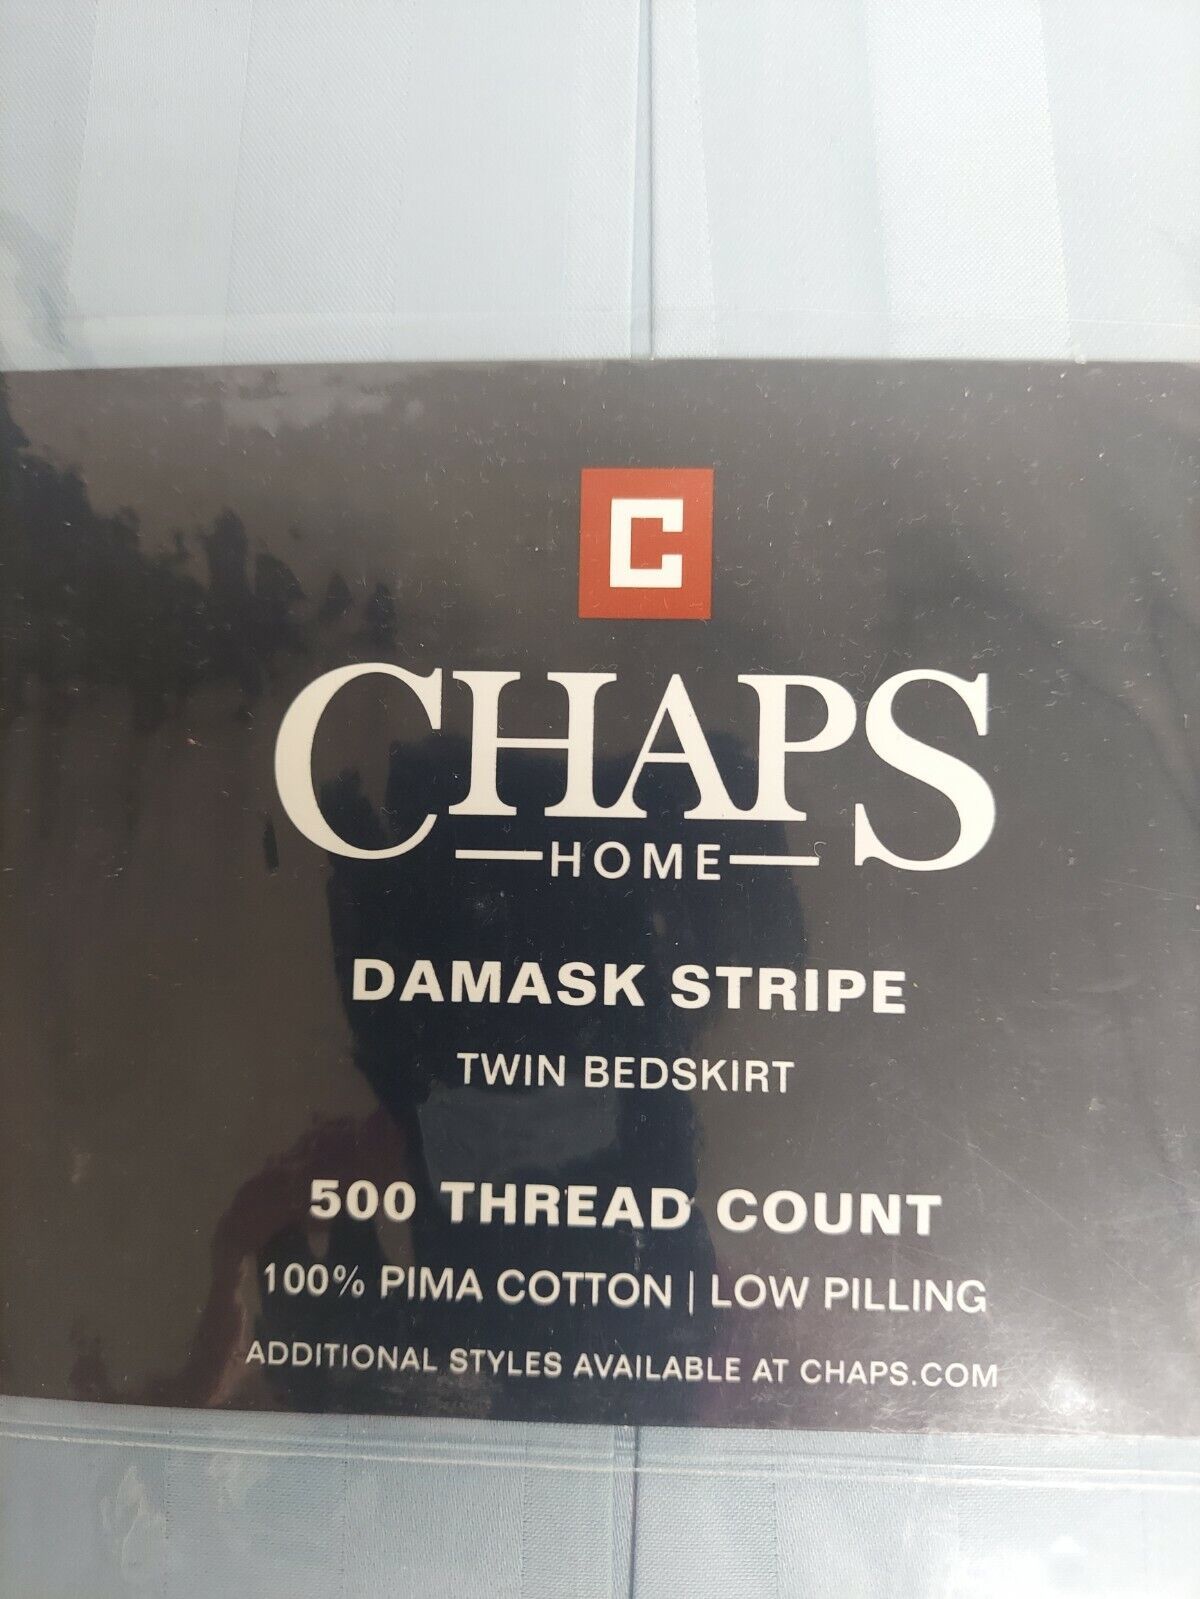 C
CHAPS
HOME
DAMASK STRIPE
TWIN BEDSKIRT
500 THREAD COUNT
100% PIMA COTTON | LOW PILLING
ADDITIONAL STYLES AVAILABLE AT CHAPS.COM